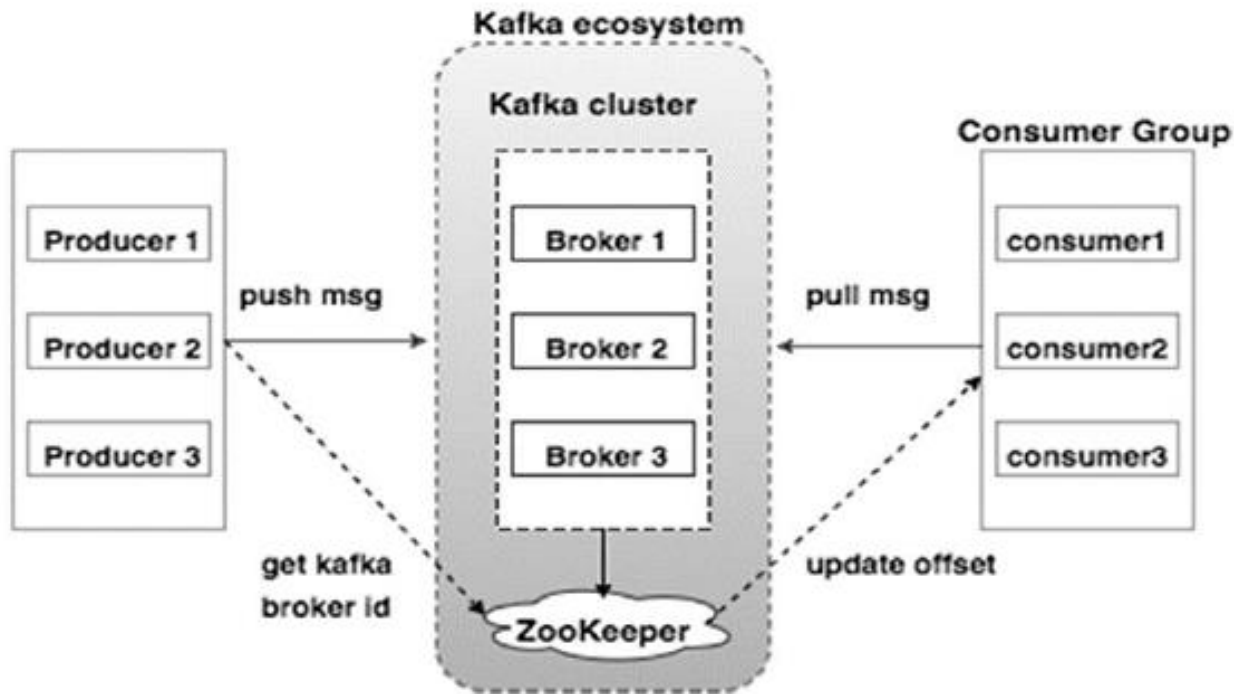 Kafka ecosystem
Kafka cluster
Consumer Group
Producer 1
Producer 2
Producer 3
push msg
Broker 1
Broker 2
Broker 3
pull msg
consumer1
consumer2
consumer3
get kafka
broker id
update offset
ZooKeeper